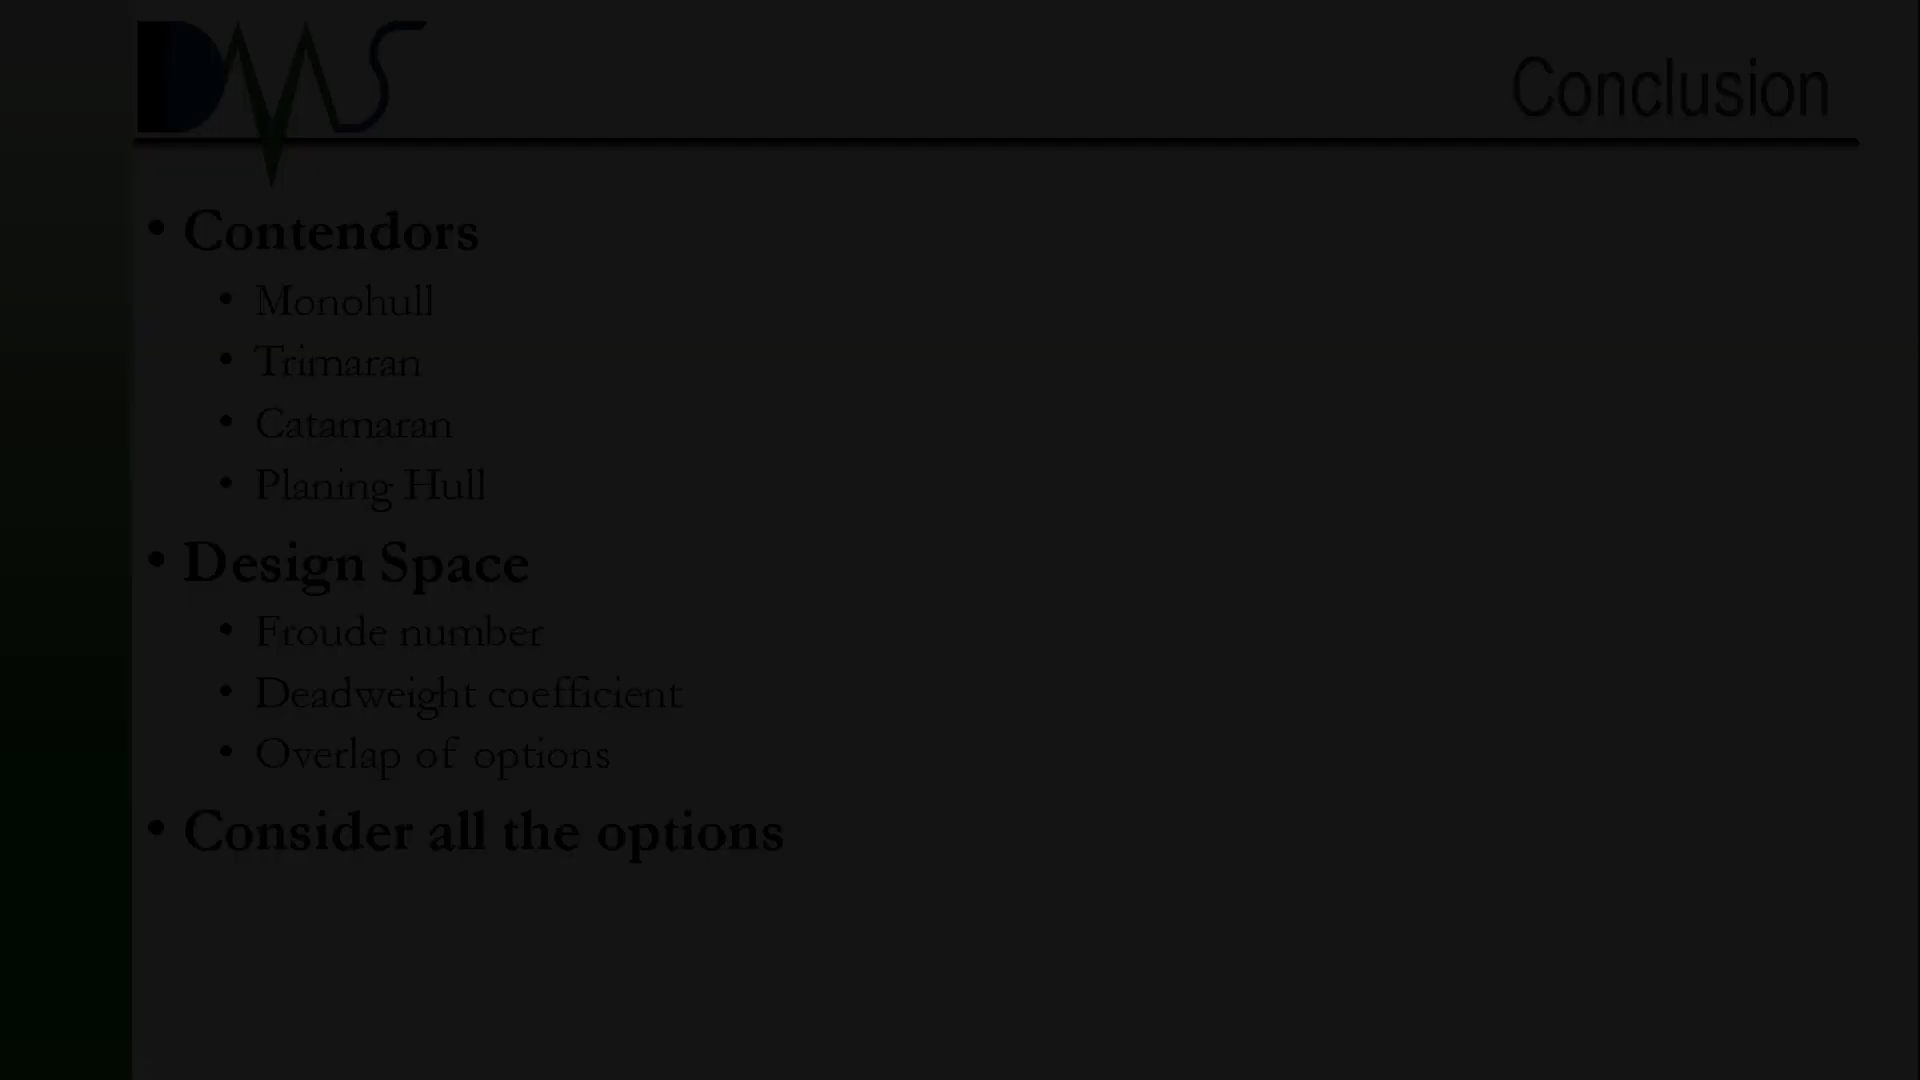 DMS
Conclusion
• Contendors
• Monohull
• Trimaran
• Catamaran
• Planing Hull
• Design Space
• Froude number
• Deadweight coefficient
• Overlap of options
• Consider all the options